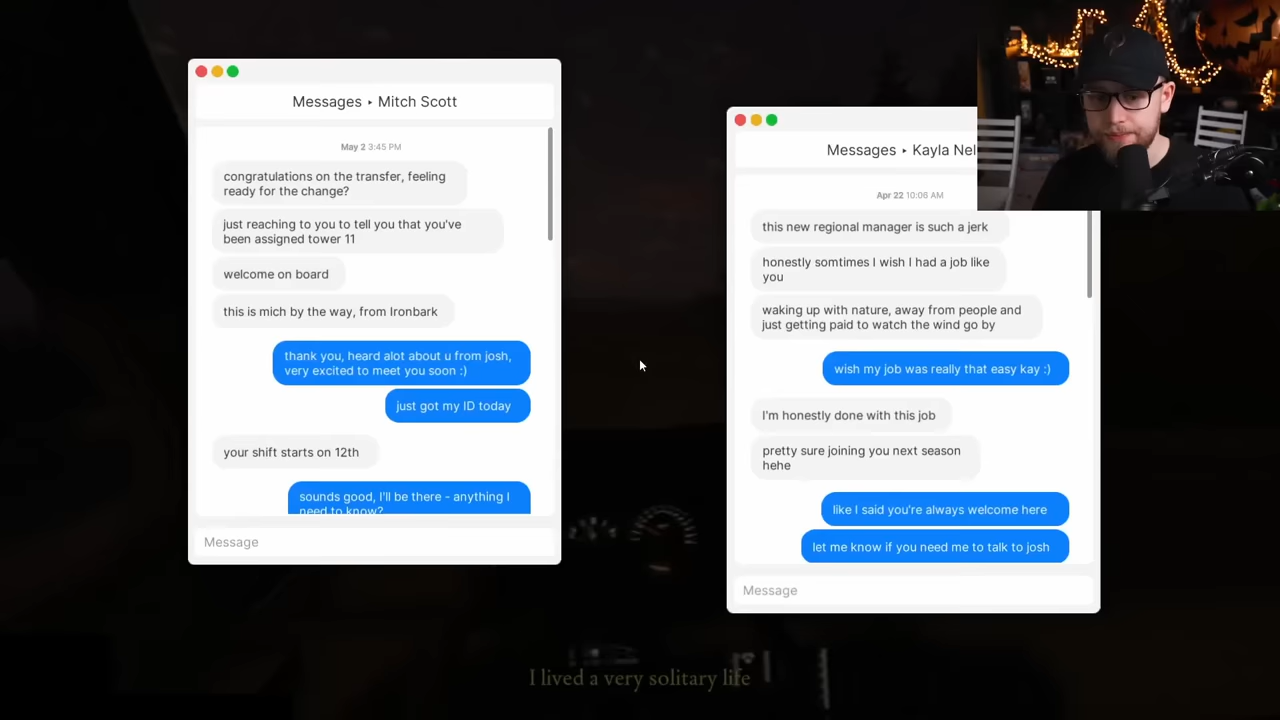 Messages ▸ Mitch Scott
May 2 3:45 PM
congratulations on the transfer, feeling
ready for the change?
just reaching to you to tell you that you've
been assigned tower 11
welcome on board
this is mich by the way, from Ironbark
thank you, heard alot about u from josh,
very excited to meet you soon :)
just got my ID today
your shift starts on 12th
sounds good, I'll be there - anything I
need to know?
Message
Messages ▸ Kayla Nel
Apr 22 10:06 AM
this new regional manager is such a jerk
honestly somtimes I wish I had a job like
you
waking up with nature, away from people and
just getting paid to watch the wind go by
wish my job was really that easy kay :)
I'm honestly done with this job
pretty sure joining you next season
hehe
like I said you're always welcome here
let me know if you need me to talk to josh
Message
I lived a very solitary life